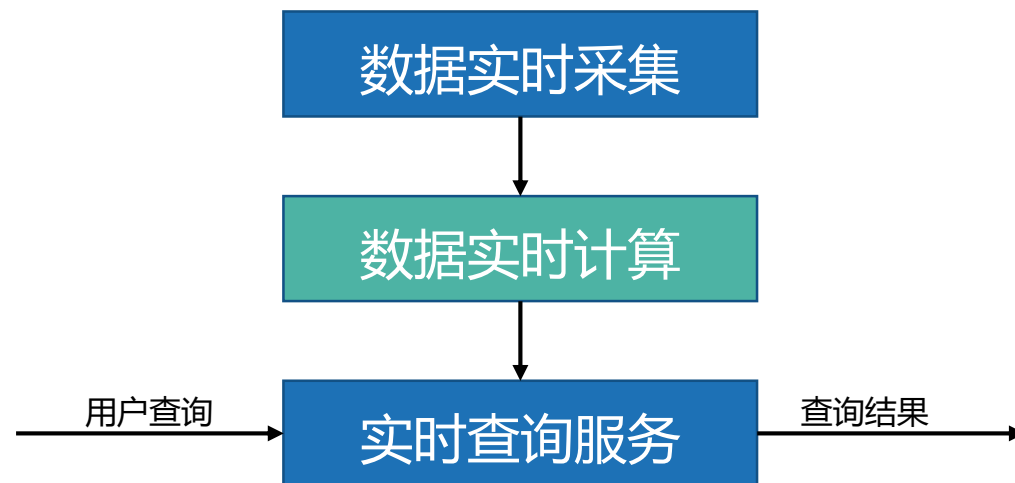 数据实时采集
数据实时计算
用户查询
实时查询服务
查询结果